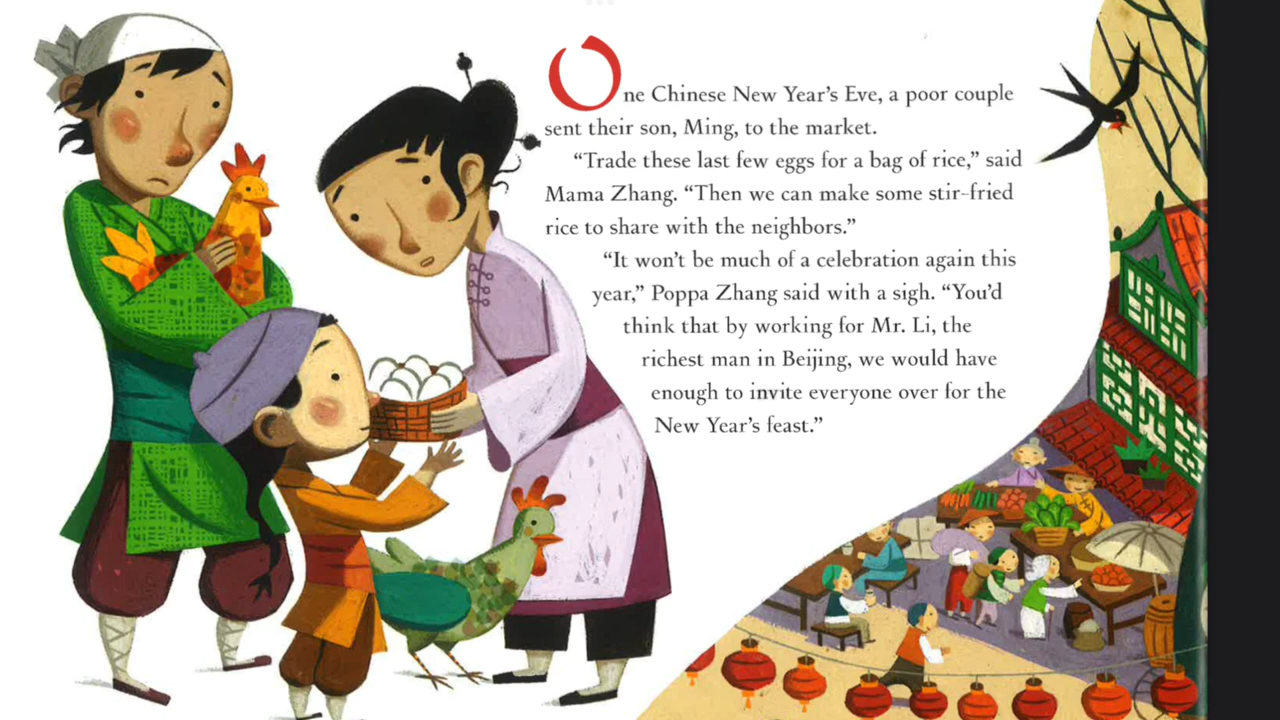 One Chinese New Year’s Eve, a poor couple
sent their son, Ming, to the market.
“Trade these last few eggs for a bag of rice,” said
Mama Zhang. “Then we can make some stir-fried
rice to share with the neighbors.”
“It won’t be much of a celebration again this
year,” Poppa Zhang said with a sigh. “You’d
think that by working for Mr. Li, the
richest man in Beijing, we would have
enough to invite everyone over for the
New Year’s feast.”